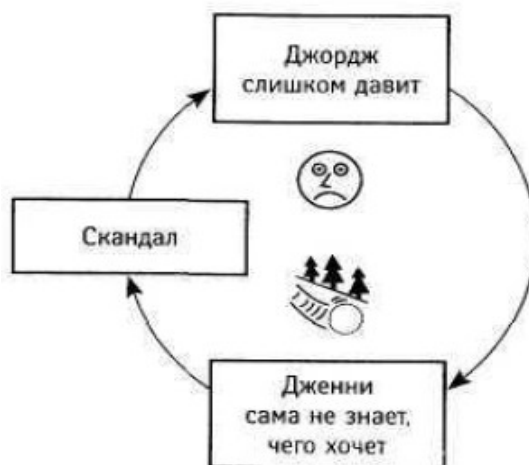 Джордж
слишком давит
Скандал
Дженни
сама не знает,
чего хочет